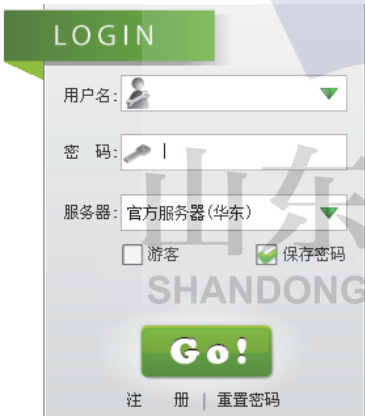 LOGIN
用户名:
密 码:
服务器: 官方服务器(华东)
游客 保存密码
山东
SHANDONG
Go!
注 册 | 重置密码